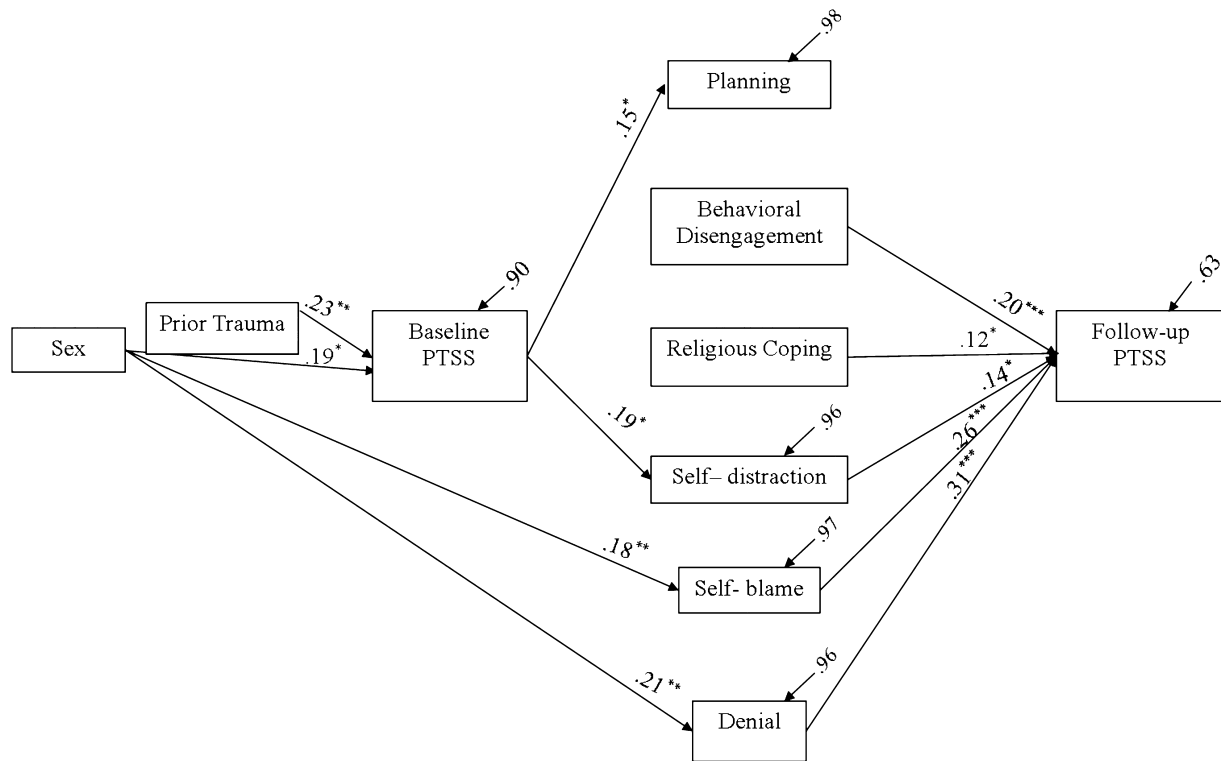 .98
Planning
.15*
Behavioral
Disengagement
.63
.90
.23**
.20***
Prior Trauma
Baseline
PTSS
Follow-up
PTSS
Sex
.19*
Religious Coping
.12*
.14*
.19*
.96
.26***
Self– distraction
.31***
.97
.18**
Self- blame
.96
.21**
Denial